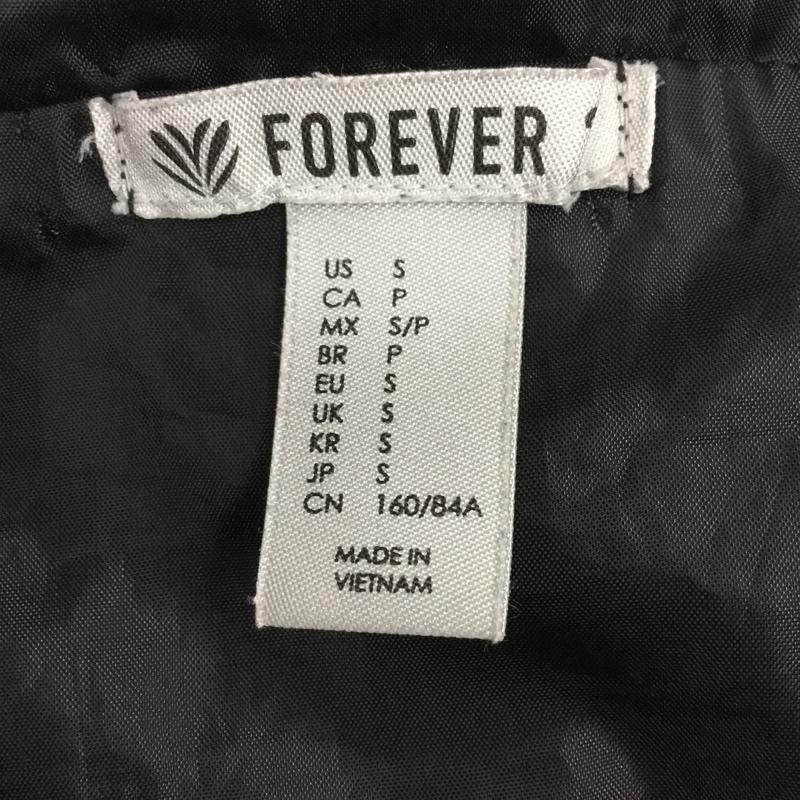 FOREVER
US S
CA P
MX S/P
BR P
EU S
UK S
KR S
JP S
CN 160/84A
MADE IN
VIETNAM